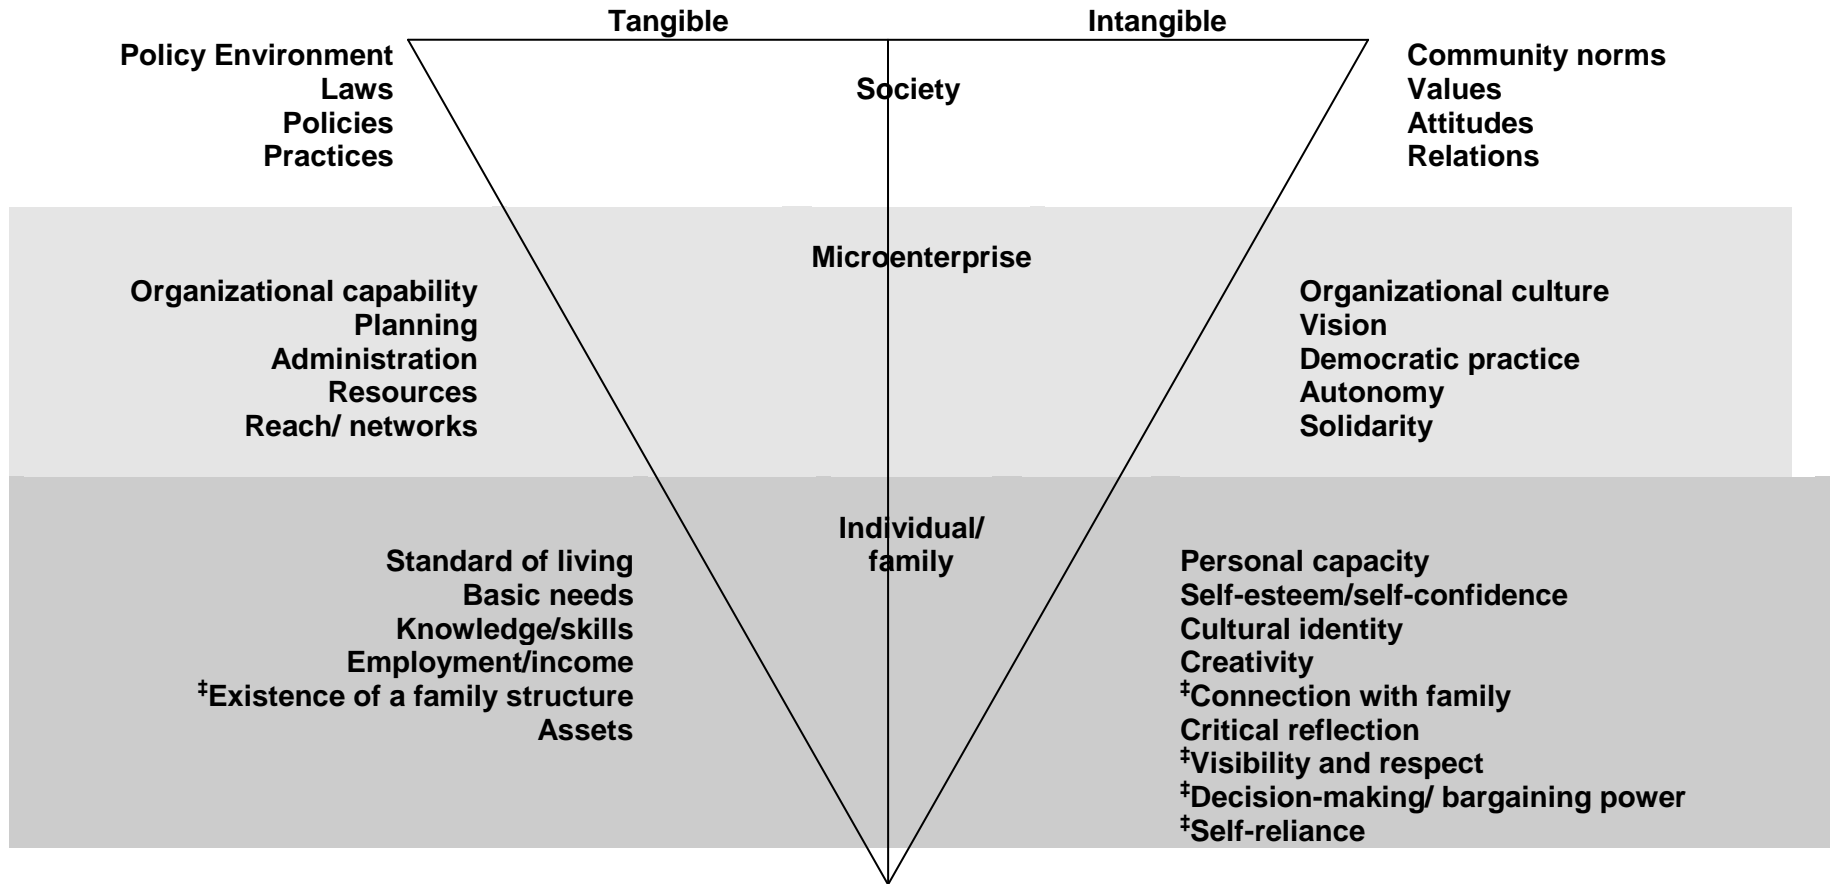 Tangible
Intangible
Policy Environment
Laws
Policies
Practices
Society
Community norms
Values
Attitudes
Relations
Microenterprise
Organizational capability
Planning
Administration
Resources
Reach/ networks
Organizational culture
Vision
Democratic practice
Autonomy
Solidarity
Individual/
family
Standard of living
Basic needs
Knowledge/skills
Employment/income
‡Existence of a family structure
Assets
Personal capacity
Self-esteem/self-confidence
Cultural identity
Creativity
‡Connection with family
Critical reflection
‡Visibility and respect
‡Decision-making/ bargaining power
‡Self-reliance